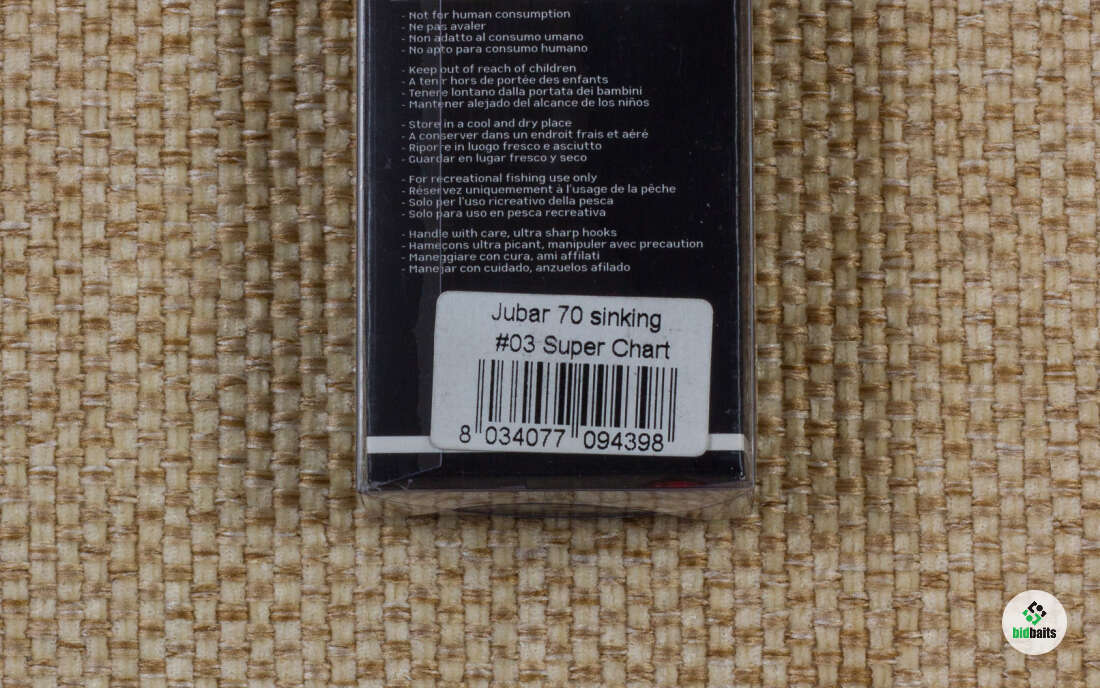 - Not for human consumption
- Ne pas avaler
- Non adatto al consumo umano
- No apto para consumo humano
- Keep out of reach of children
- A tenir hors de portée des enfants
- Tenere lontano dalla portata dei bambini
- Mantener alejado del alcance de los niños
- Store in a cool and dry place
- A conserver dans un endroit frais et aéré
- Riporre in luogo fresco e asciutto
- Guardar en lugar fresco y seco
- For recreational fishing use only
- Réservez uniquemement à l'usage de la pêche
- Solo per l'uso ricreativo della pesca
- Solo para uso en pesca recreativa
- Handle with care, ultra sharp hooks
- Hameçons ultra picant, manipuler avec precaution
- Maneggiare con cura, ami affilati
- Manejar con cuidado, anzuelos afilado
Jubar 70 sinking
#03 Super Chart
8 034077 094398
bidbaits